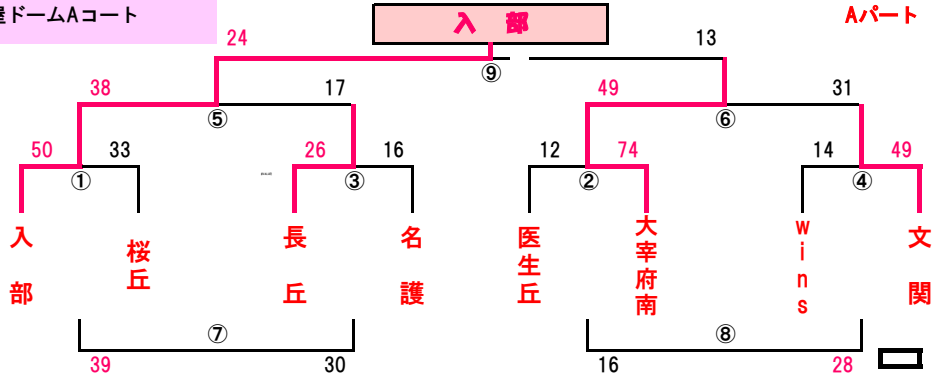 屋ドームAコート
入 部
Aパート
24
13
⑨
38
17
49
31
⑤
⑥
50
33
26
16
12
74
14
49
①
③
②
④
入部
桜丘
長丘
名護
医生丘
大宰府南
wins
文関
⑦
⑧
39
30
16
28